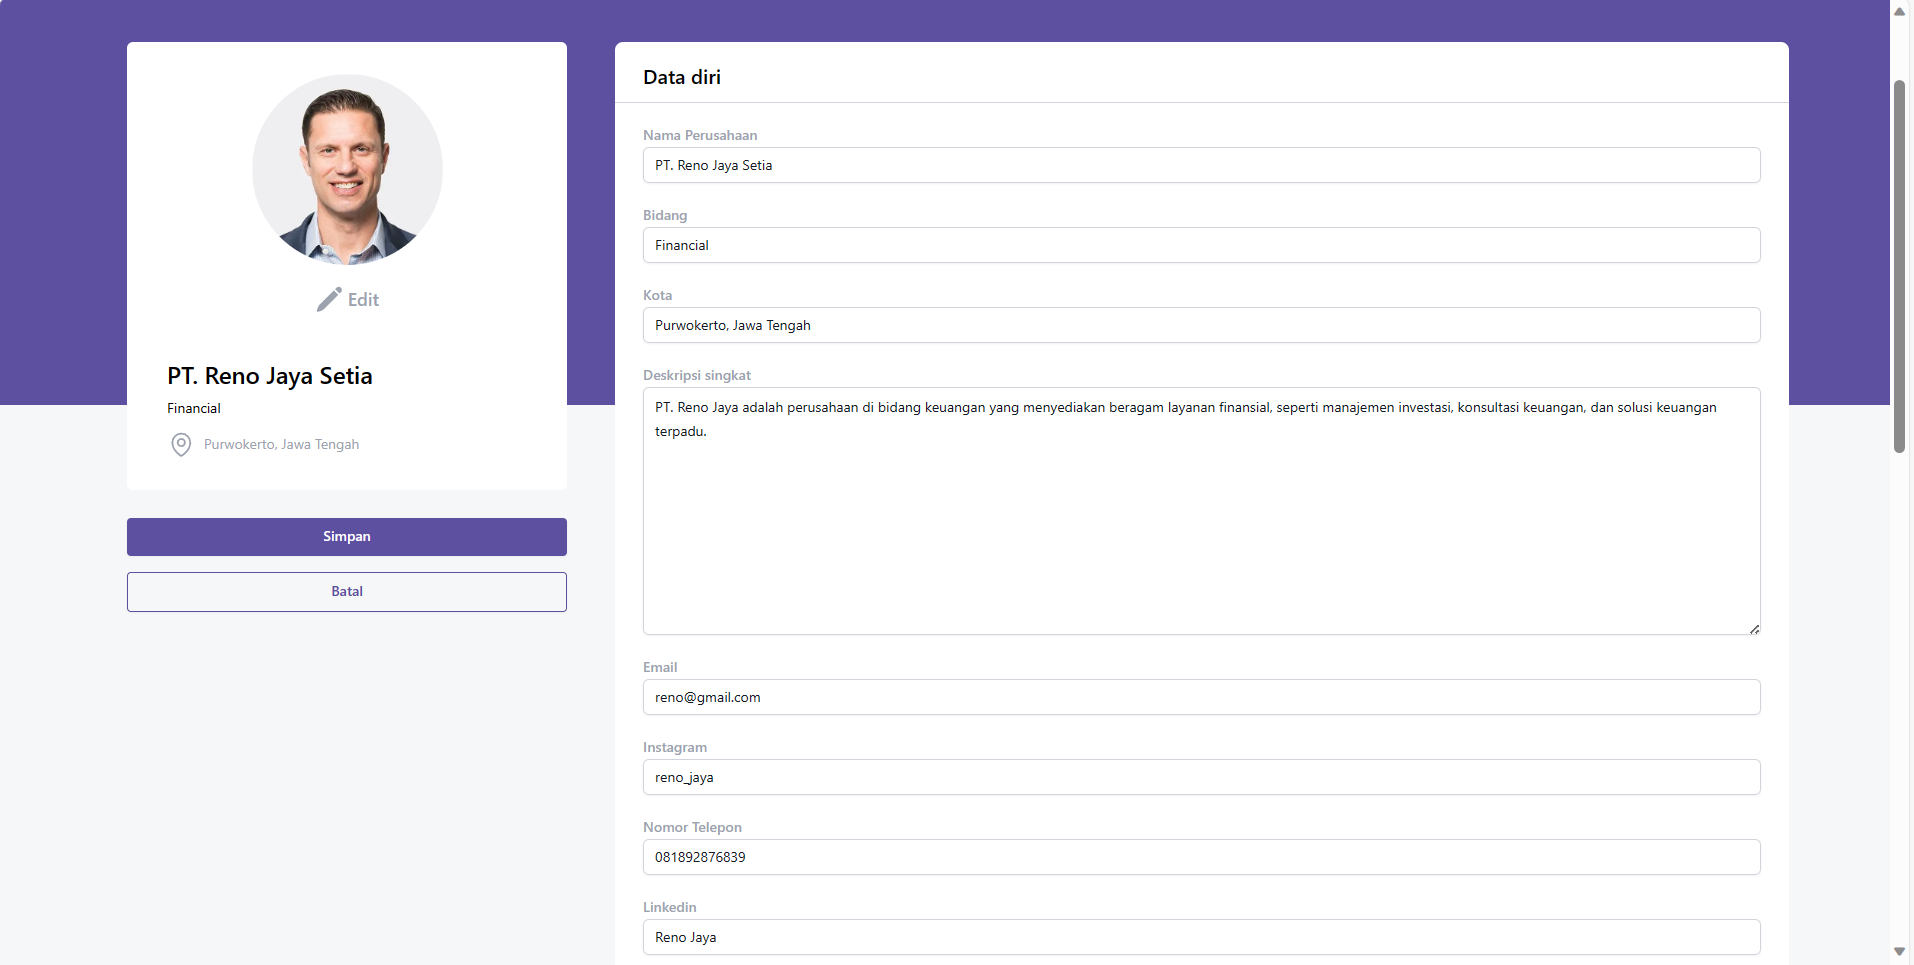 Edit
PT. Reno Jaya Setia
Financial
Purwokerto, Jawa Tengah
Simpan
Batal
Data diri
Nama Perusahaan
PT. Reno Jaya Setia
Bidang
Financial
Kota
Purwokerto, Jawa Tengah
Deskripsi singkat
PT. Reno Jaya adalah perusahaan di bidang keuangan yang menyediakan beragam layanan finansial, seperti manajemen investasi, konsultasi keuangan, dan solusi keuangan
terpadu.
Email
reno@gmail.com
Instagram
reno_jaya
Nomor Telepon
081892876839
Linkedin
Reno Jaya